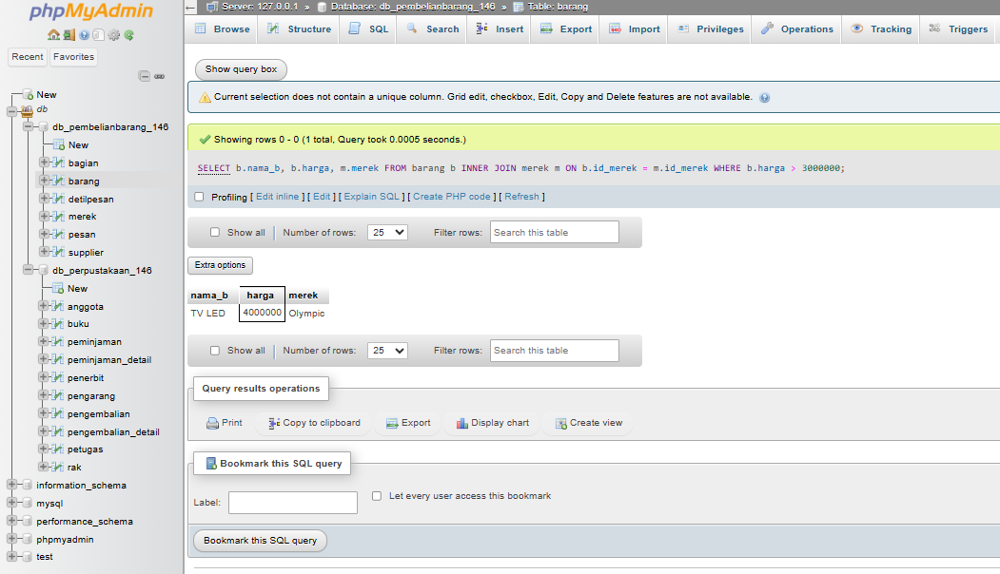 phpMyAdmin
Recent Favorites
New
db
db_pembelianbarang_146
New
bagian
barang
detilpesan
merek
pesan
supplier
db_perpustakaan_146
New
anggota
buku
peminjaman
peminjaman_detail
penerbit
pengarang
pengembalian
pengembalian_detail
petugas
rak
information_schema
mysql
performance_schema
phpmyadmin
test
Server: 127.0.0.1 » Database: db_pembelianbarang_146 » Table: barang
Browse Structure SQL Search Insert Export Import Privileges Operations Tracking Triggers
Show query box
Current selection does not contain a unique column. Grid edit, checkbox, Edit, Copy and Delete features are not available.
Showing rows 0 - 0 (1 total, Query took 0.0005 seconds.)
SELECT b.nama_b, b.harga, m.merek FROM barang b INNER JOIN merek m ON b.id_merek = m.id_merek WHERE b.harga > 3000000;
Profiling [ Edit inline ] [ Edit ] [ Explain SQL ] [ Create PHP code ] [ Refresh ]
Show all | Number of rows: 25 Filter rows: Search this table
Extra options
nama_b harga merek
TV LED 4000000 Olympic
Show all | Number of rows: 25 Filter rows: Search this table
Query results operations
Print Copy to clipboard Export Display chart Create view
Bookmark this SQL query
Label: Let every user access this bookmark
Bookmark this SQL query